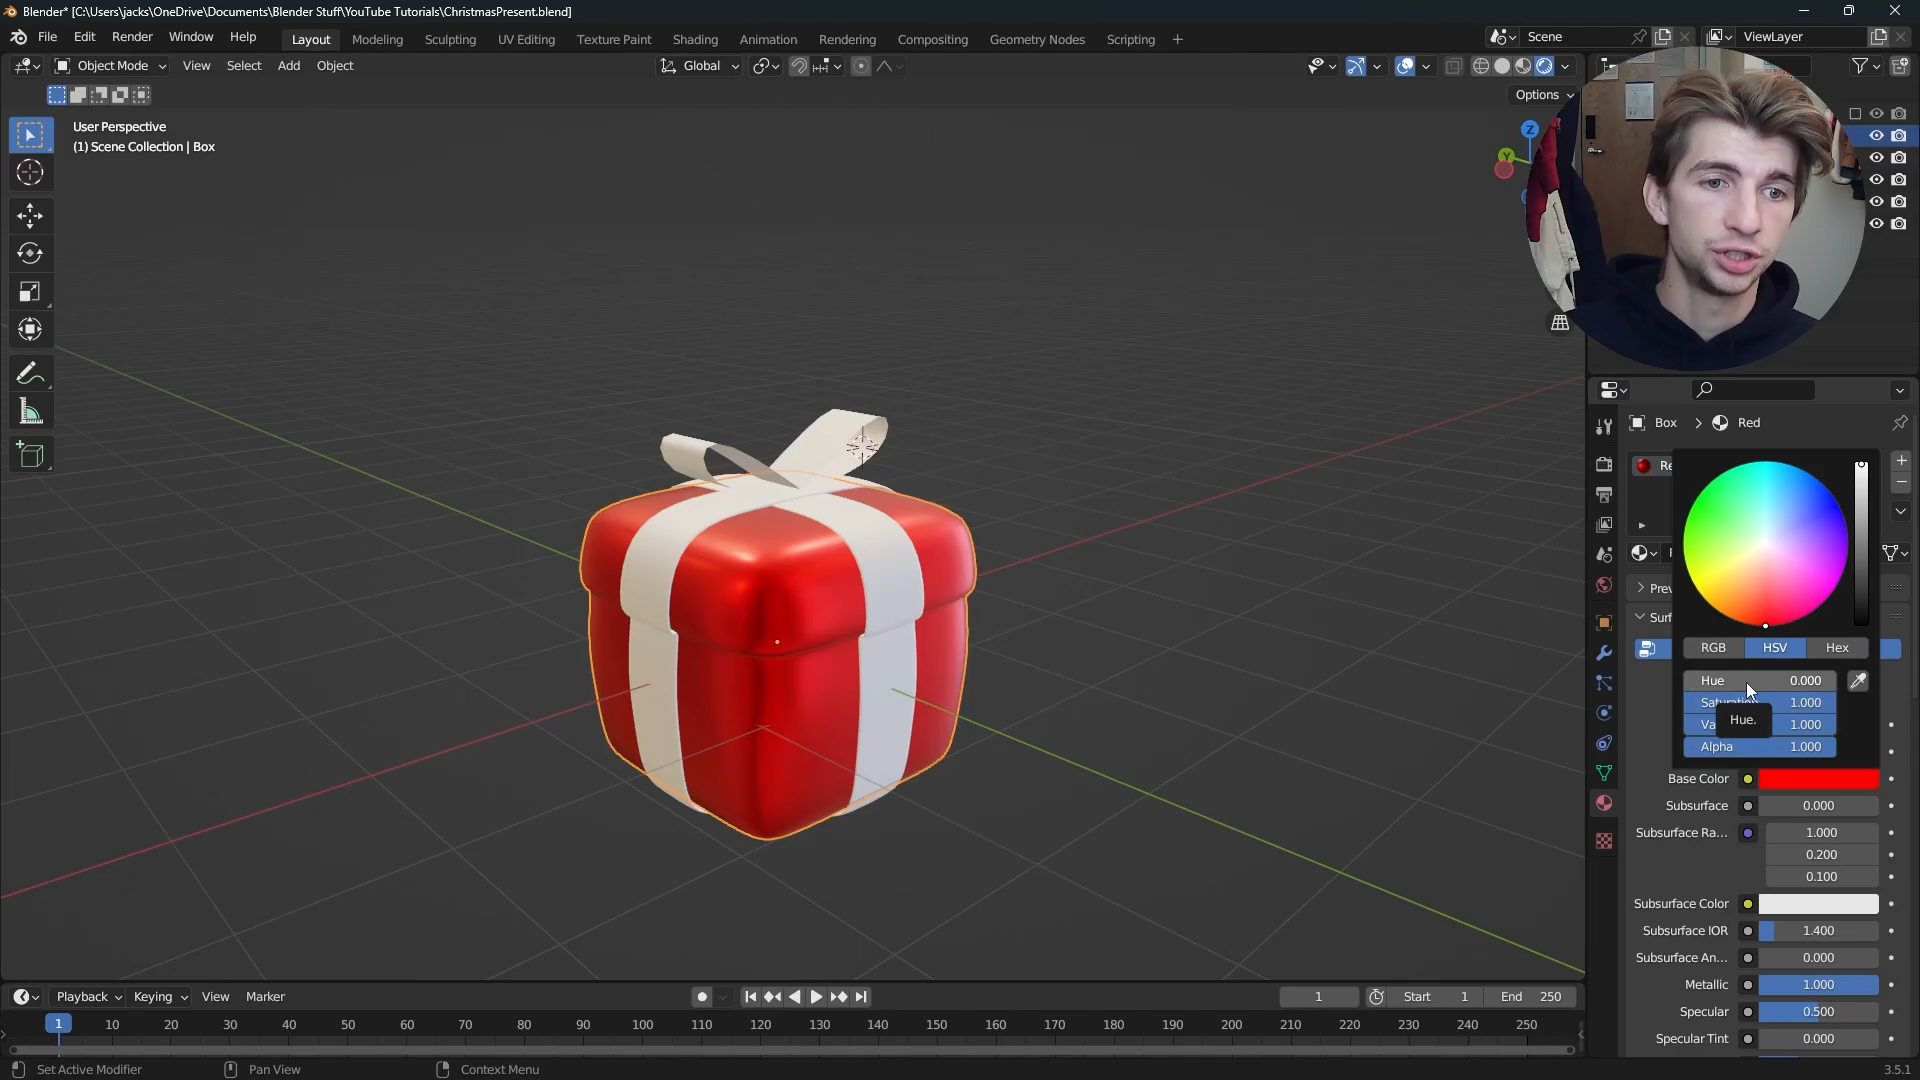 Blender* [C:\Users\jacks\OneDrive\Documents\Blender Stuff\YouTube Tutorials\ChristmasPresent.blend]
File Edit Render Window Help Layout Modeling Sculpting UV Editing Texture Paint Shading Animation Rendering Compositing Geometry Nodes Scripting + Scene ViewLayer
Object Mode View Select Add Object Global
Options
User Perspective
(1) Scene Collection | Box
Z
Y
Box > Red
Re
Prev
Surf
RGB HSV Hex
Hue 0.000
Saturation 1.000
Va 1.000
Hue.
Alpha 1.000
Base Color
Subsurface 0.000
Subsurface Ra... 1.000
0.200
0.100
Subsurface Color
Subsurface IOR 1.400
Subsurface An... 0.000
Metallic 1.000
Specular 0.500
Specular Tint 0.000
Playback Keying View Marker 1 Start 1 End 250
1 10 20 30 40 50 60 70 80 90 100 110 120 130 140 150 160 170 180 190 200 210 220 230 240 250
Set Active Modifier Pan View Context Menu 3.5.1